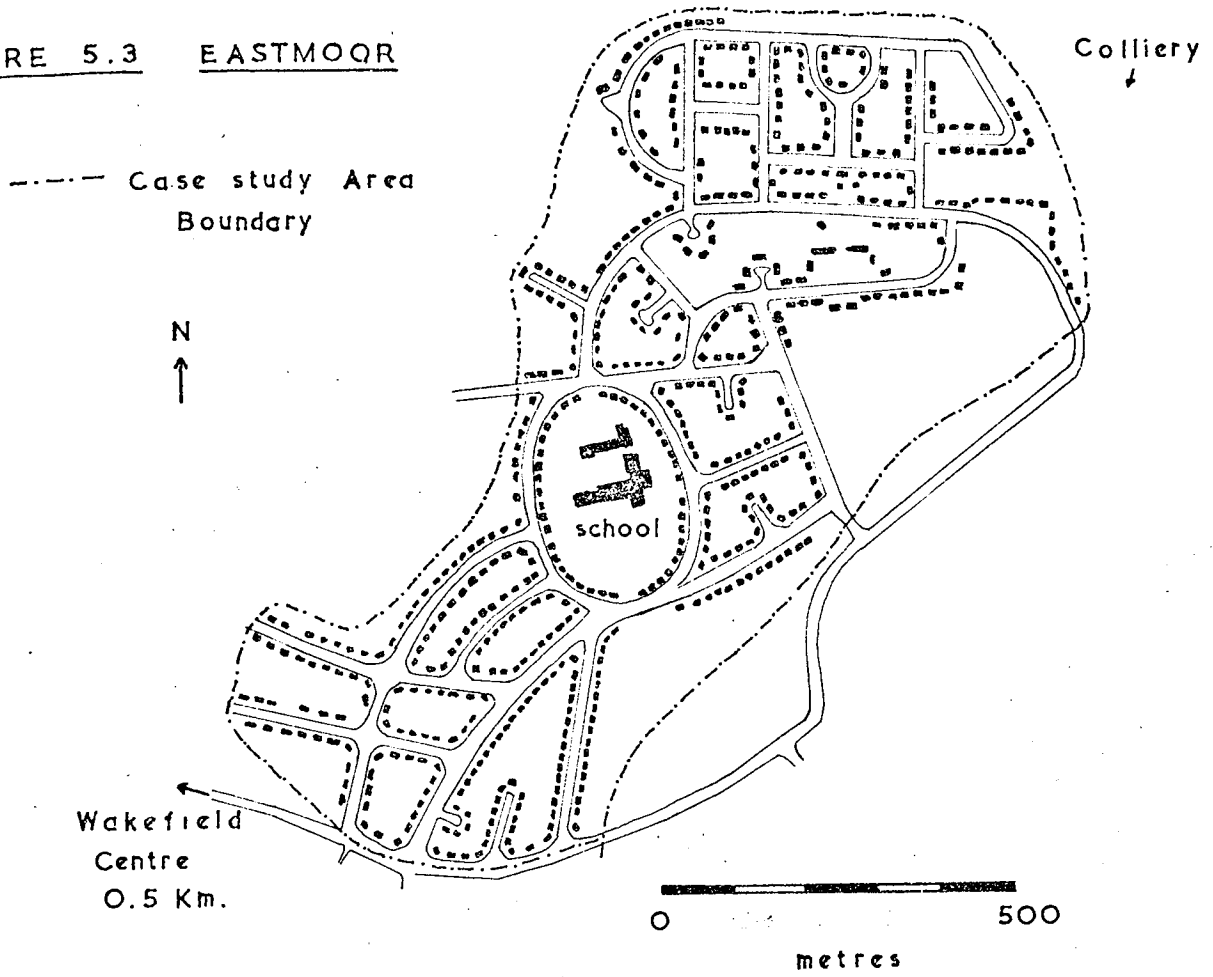 RE 5.3 EASTMOOR
Colliery
Case study Area
Boundary
N
school
Wakefield
Centre
0.5 Km.
0 500
metres